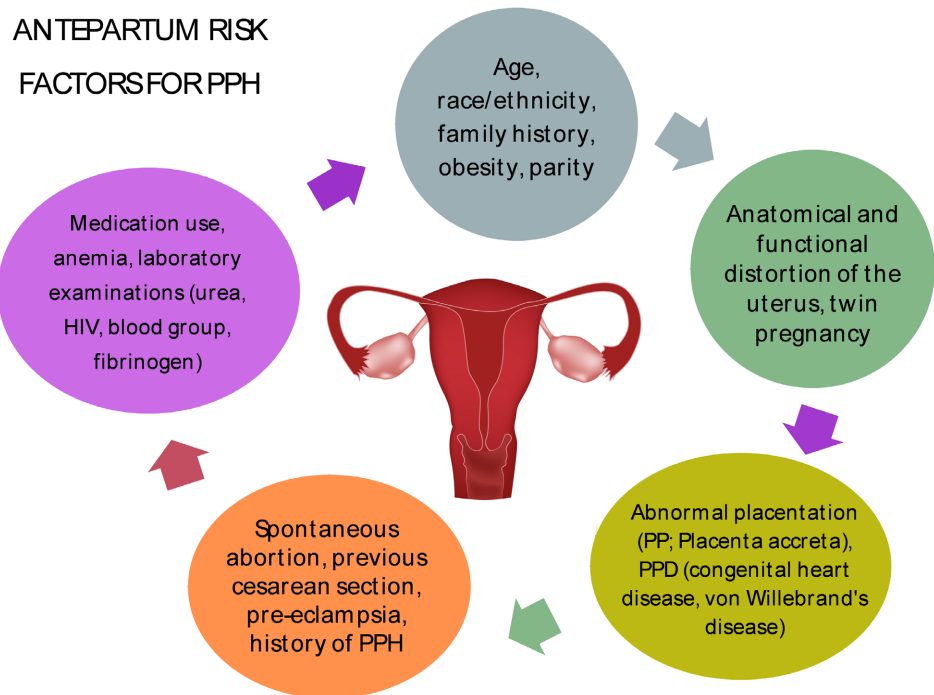 ANTEPARTUM RISK
FACTORS FOR PPH
Age,
race/ethnicity,
family history,
obesity, parity
Anatomical and
functional
distortion of the
uterus, twin
pregnancy
Abnormal placentation
(PP; Placenta accreta),
PPD (congenital heart
disease, von Willebrand's
disease)
Spontaneous
abortion, previous
cesarean section,
pre-eclampsia,
history of PPH
Medication use,
anemia, laboratory
examinations (urea,
HIV, blood group,
fibrinogen)